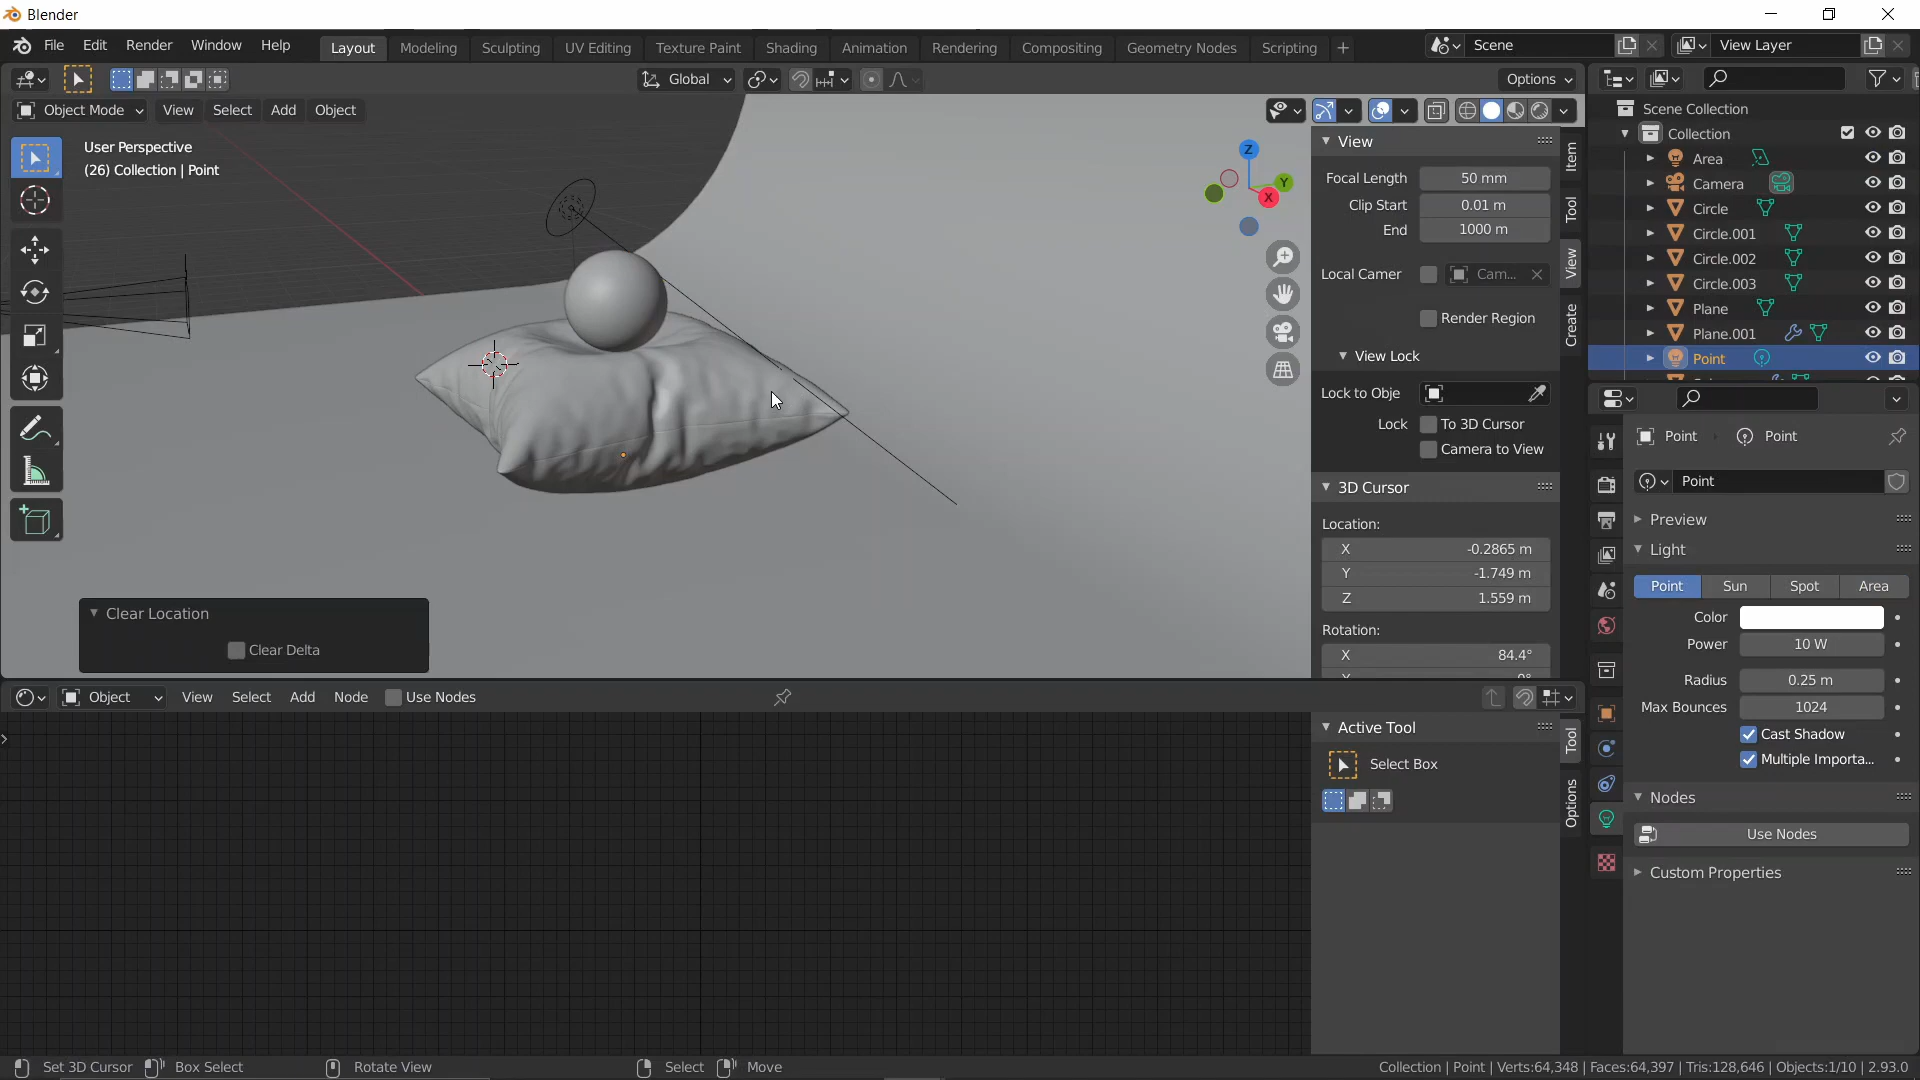 Blender
File Edit Render Window Help
Layout Modeling Sculpting UV Editing Texture Paint Shading Animation Rendering Compositing Geometry Nodes Scripting +
Scene
View Layer
Global
Options
Object Mode View Select Add Object
User Perspective
(26) Collection | Point
Z
Y
X
View
Focal Length 50 mm
Clip Start 0.01 m
End 1000 m
Local Camer Cam...
Render Region
View Lock
Lock to Obje
Lock To 3D Cursor
Camera to View
3D Cursor
Location:
X -0.2865 m
Y -1.749 m
Z 1.559 m
Rotation:
X 84.4°
Item
Tool
View
Create
Clear Location
Clear Delta
Scene Collection
Collection
Area
Camera
Circle
Circle.001
Circle.002
Circle.003
Plane
Plane.001
Point
Point Point
Point
Preview
Light
Point Sun Spot Area
Color
Power 10 W
Radius 0.25 m
Max Bounces 1024
Cast Shadow
Multiple Importa...
Nodes
Use Nodes
Custom Properties
Object View Select Add Node Use Nodes
Active Tool
Select Box
Tool
Options
Set 3D Cursor Box Select Rotate View Select Move
Collection | Point | Verts:64,348 | Faces:64,397 | Tris:128,646 | Objects:1/10 | 2.93.0